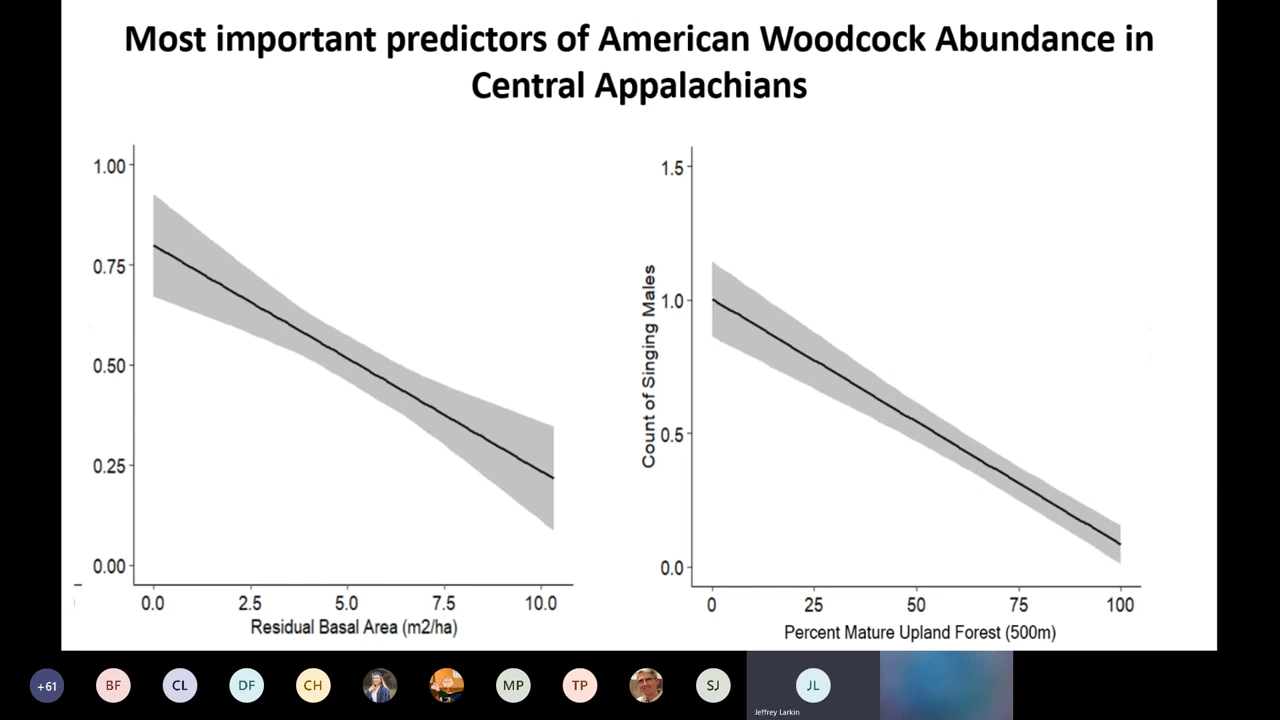 Most important predictors of American Woodcock Abundance in
Central Appalachians
1.00
0.75
0.50
0.25
0.00
0.0 2.5 5.0 7.5 10.0
Residual Basal Area (m2/ha)
Count of Singing Males
1.5
1.0
0.5
0.0
0 25 50 75 100
Percent Mature Upland Forest (500m)
+61 BF CL DF CH MP TP SJ JL
Jeffrey Larkin